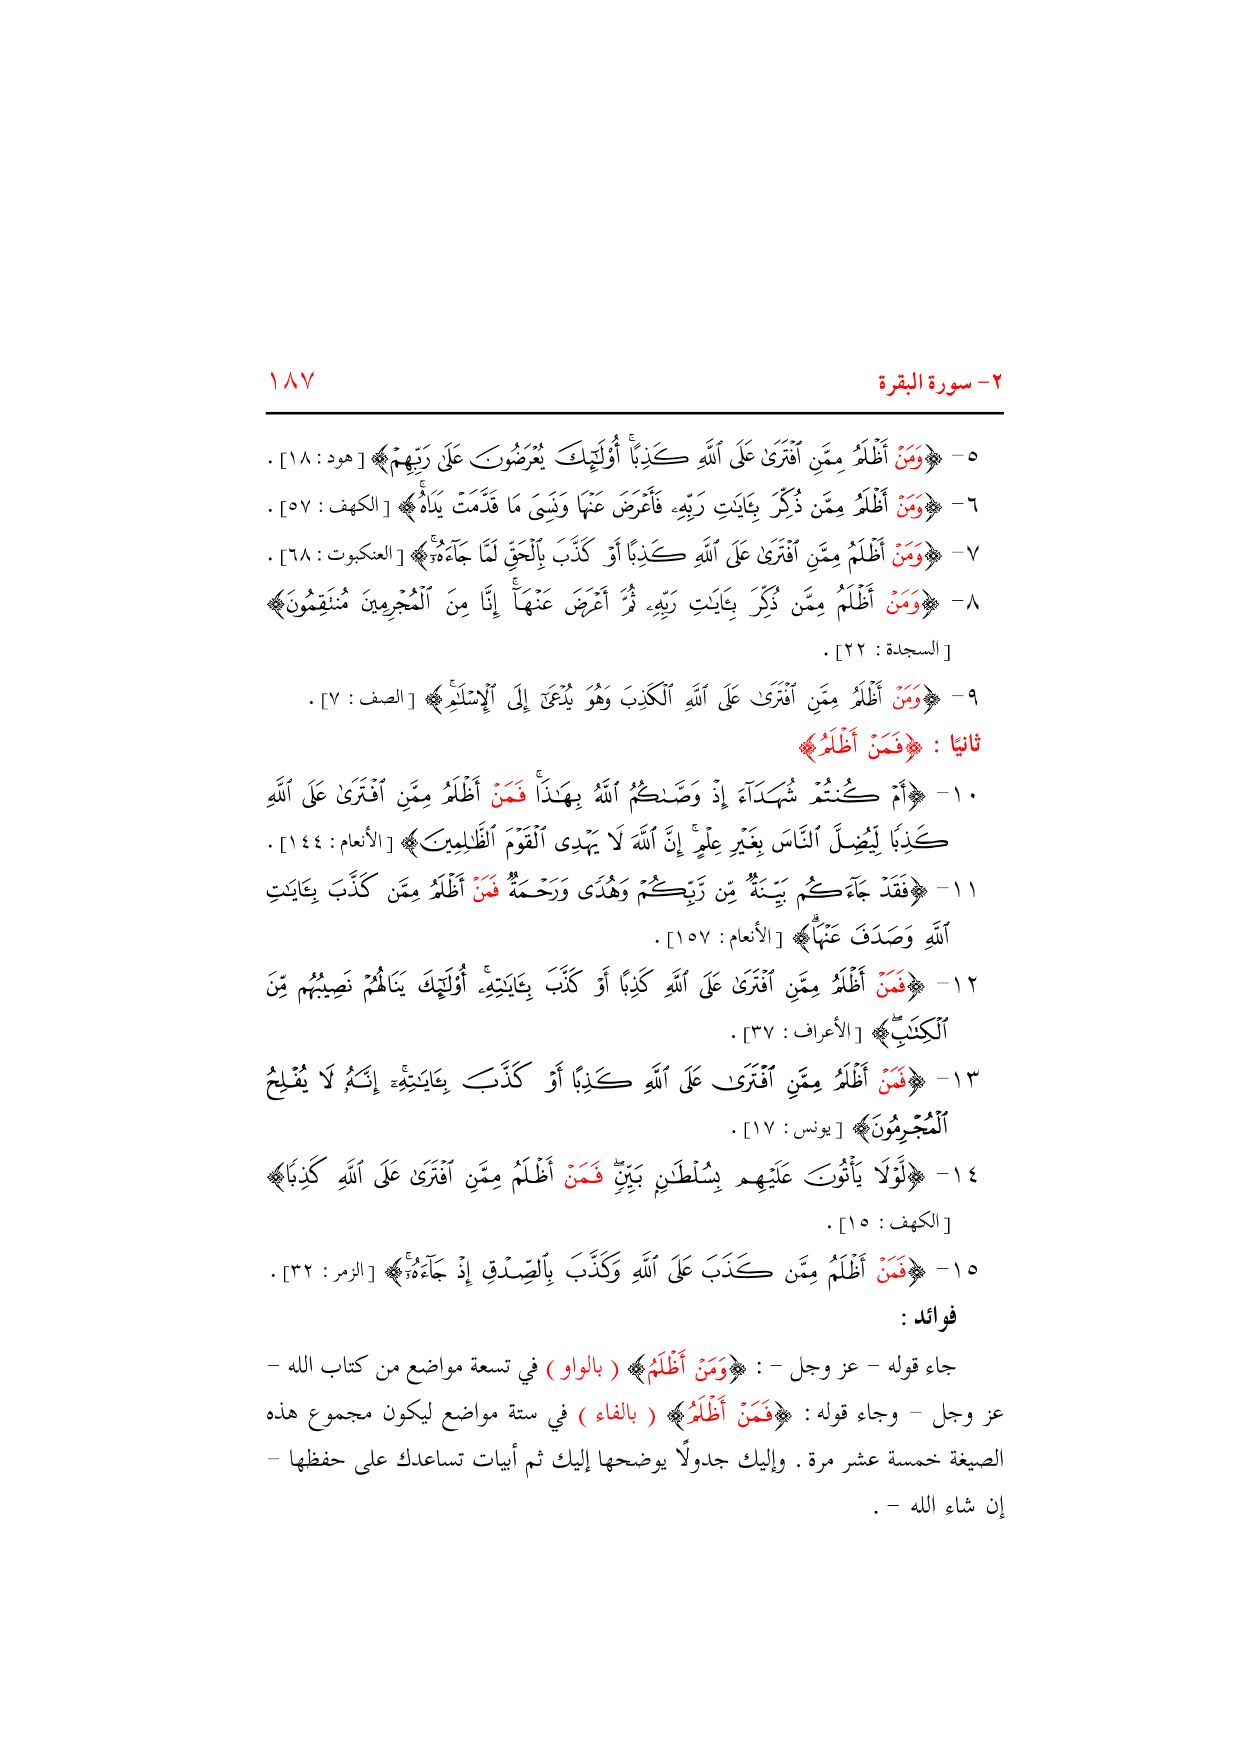 ٢- سورة البقرة ١٨٧
٥- ﴿وَمَنۡ أَظۡلَمُ مِمَّنِ ٱفۡتَرَىٰ عَلَى ٱللَّهِ كَذِبًاۚ أُوْلَٰٓئِكَ يُعۡرَضُونَ عَلَىٰ رَبِّهِمۡ﴾ [هود: ١٨].
٦- ﴿وَمَنۡ أَظۡلَمُ مِمَّن ذُكِّرَ بِـَٔايَٰتِ رَبِّهِۦ فَأَعۡرَضَ عَنۡهَا وَنَسِيَ مَا قَدَّمَتۡ يَدَاهُۚ﴾ [الكهف: ٥٧].
٧- ﴿وَمَنۡ أَظۡلَمُ مِمَّنِ ٱفۡتَرَىٰ عَلَى ٱللَّهِ كَذِبًا أَوۡ كَذَّبَ بِٱلۡحَقِّ لَمَّا جَآءَهُۥٓۚ﴾ [العنكبوت: ٦٨].
٨- ﴿وَمَنۡ أَظۡلَمُ مِمَّن ذُكِّرَ بِـَٔايَٰتِ رَبِّهِۦ ثُمَّ أَعۡرَضَ عَنۡهَآۚ إِنَّا مِنَ ٱلۡمُجۡرِمِينَ مُنتَقِمُونَ﴾
[السجدة: ٢٢].
٩- ﴿وَمَنۡ أَظۡلَمُ مِمَّنِ ٱفۡتَرَىٰ عَلَى ٱللَّهِ ٱلۡكَذِبَ وَهُوَ يُدۡعَىٰٓ إِلَى ٱلۡإِسۡلَٰمِۚ﴾ [الصف: ٧].
ثانيًا : ﴿فَمَنۡ أَظۡلَمُ﴾
١٠- ﴿أَمۡ كُنتُمۡ شُهَدَآءَ إِذۡ وَصَّىٰكُمُ ٱللَّهُ بِهَٰذَاۚ فَمَنۡ أَظۡلَمُ مِمَّنِ ٱفۡتَرَىٰ عَلَى ٱللَّهِ
كَذِبٗا لِّيُضِلَّ ٱلنَّاسَ بِغَيۡرِ عِلۡمٍۚ إِنَّ ٱللَّهَ لَا يَهۡدِي ٱلۡقَوۡمَ ٱلظَّٰلِمِينَ﴾ [الأنعام: ١٤٤].
١١- ﴿فَقَدۡ جَآءَكُم بَيِّنَةٞ مِّن رَّبِّكُمۡ وَهُدٗى وَرَحۡمَةٞۚ فَمَنۡ أَظۡلَمُ مِمَّن كَذَّبَ بِـَٔايَٰتِ
ٱللَّهِ وَصَدَفَ عَنۡهَاۗ﴾ [الأنعام: ١٥٧].
١٢- ﴿فَمَنۡ أَظۡلَمُ مِمَّنِ ٱفۡتَرَىٰ عَلَى ٱللَّهِ كَذِبًا أَوۡ كَذَّبَ بِـَٔايَٰتِهِۦٓۚ أُوْلَٰٓئِكَ يَنَالُهُمۡ نَصِيبُهُم مِّنَ
ٱلۡكِتَٰبِۖ﴾ [الأعراف: ٣٧].
١٣- ﴿فَمَنۡ أَظۡلَمُ مِمَّنِ ٱفۡتَرَىٰ عَلَى ٱللَّهِ كَذِبًا أَوۡ كَذَّبَ بِـَٔايَٰتِهِۦٓۚ إِنَّهُۥ لَا يُفۡلِحُ
ٱلۡمُجۡرِمُونَ﴾ [يونس: ١٧].
١٤- ﴿لَّوۡلَا يَأۡتُونَ عَلَيۡهِم بِسُلۡطَٰنِۭ بَيِّنٖۖ فَمَنۡ أَظۡلَمُ مِمَّنِ ٱفۡتَرَىٰ عَلَى ٱللَّهِ كَذِبٗا﴾
[الكهف: ١٥].
١٥- ﴿فَمَنۡ أَظۡلَمُ مِمَّن كَذَبَ عَلَى ٱللَّهِ وَكَذَّبَ بِٱلصِّدۡقِ إِذۡ جَآءَهُۥٓۚ﴾ [الزمر: ٣٢].
فوائد :
جاء قوله - عز وجل - : ﴿وَمَنۡ أَظۡلَمُ﴾ ( بالواو ) في تسعة مواضع من كتاب الله -
عز وجل - وجاء قوله : ﴿فَمَنۡ أَظۡلَمُ﴾ ( بالفاء ) في ستة مواضع ليكون مجموع هذه
الصيغة خمسة عشر مرة . وإليك جدولًا يوضحها إليك ثم أبيات تساعدك على حفظها -
إن شاء الله - .